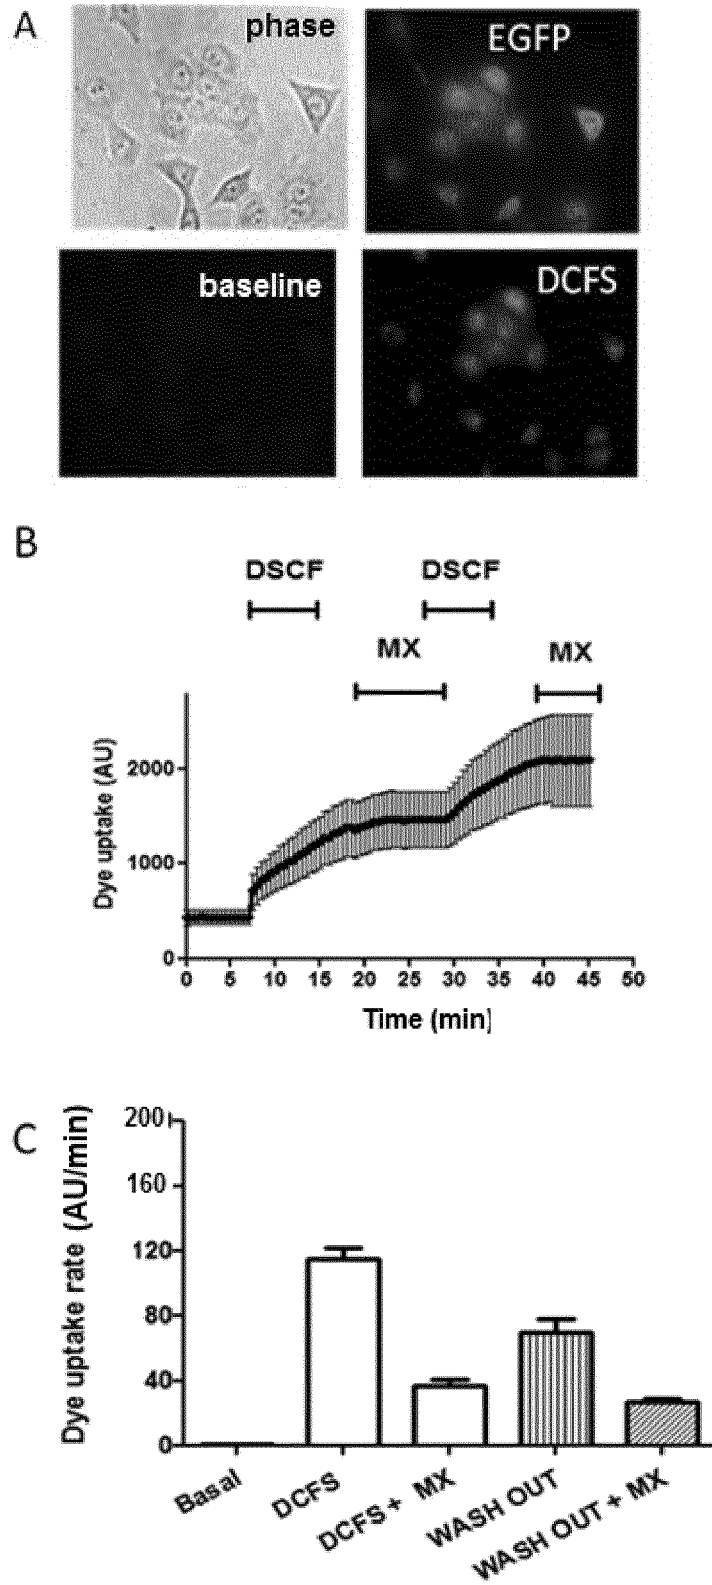 A
phase
EGFP
baseline
DCFS
B
DSCF DSCF
MX MX
Dye uptake (AU)
2000
1000
0
0 5 10 15 20 25 30 35 40 45 50
Time (min)
C
Dye uptake rate (AU/min)
200
160
120
80
40
0
Basal
DCFS
DCFS + MX
WASH OUT
WASH OUT + MX